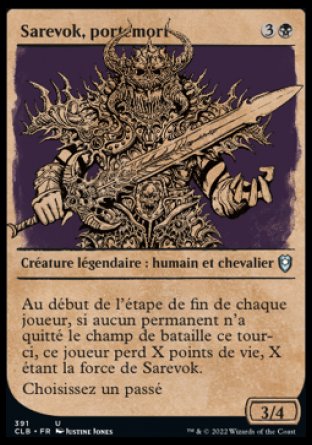 Sarevok, portemort 3
Créature légendaire : humain et chevalier
Au début de l'étape de fin de chaque
joueur, si aucun permanent n'a
quitté le champ de bataille ce tour-
ci, ce joueur perd X points de vie, X
étant la force de Sarevok.
Choisissez un passé
3/4
391 U
CLB • FR Justine Jones
™ & © 2022 Wizards of the Coast